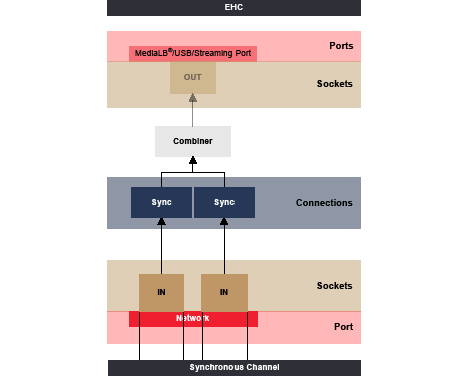 EHC
Ports
MediaLB®/USB/Streaming Port
OUT
Sockets
Combiner
Sync Sync
Connections
Sockets
IN IN
Network
Port
Synchronous Channel